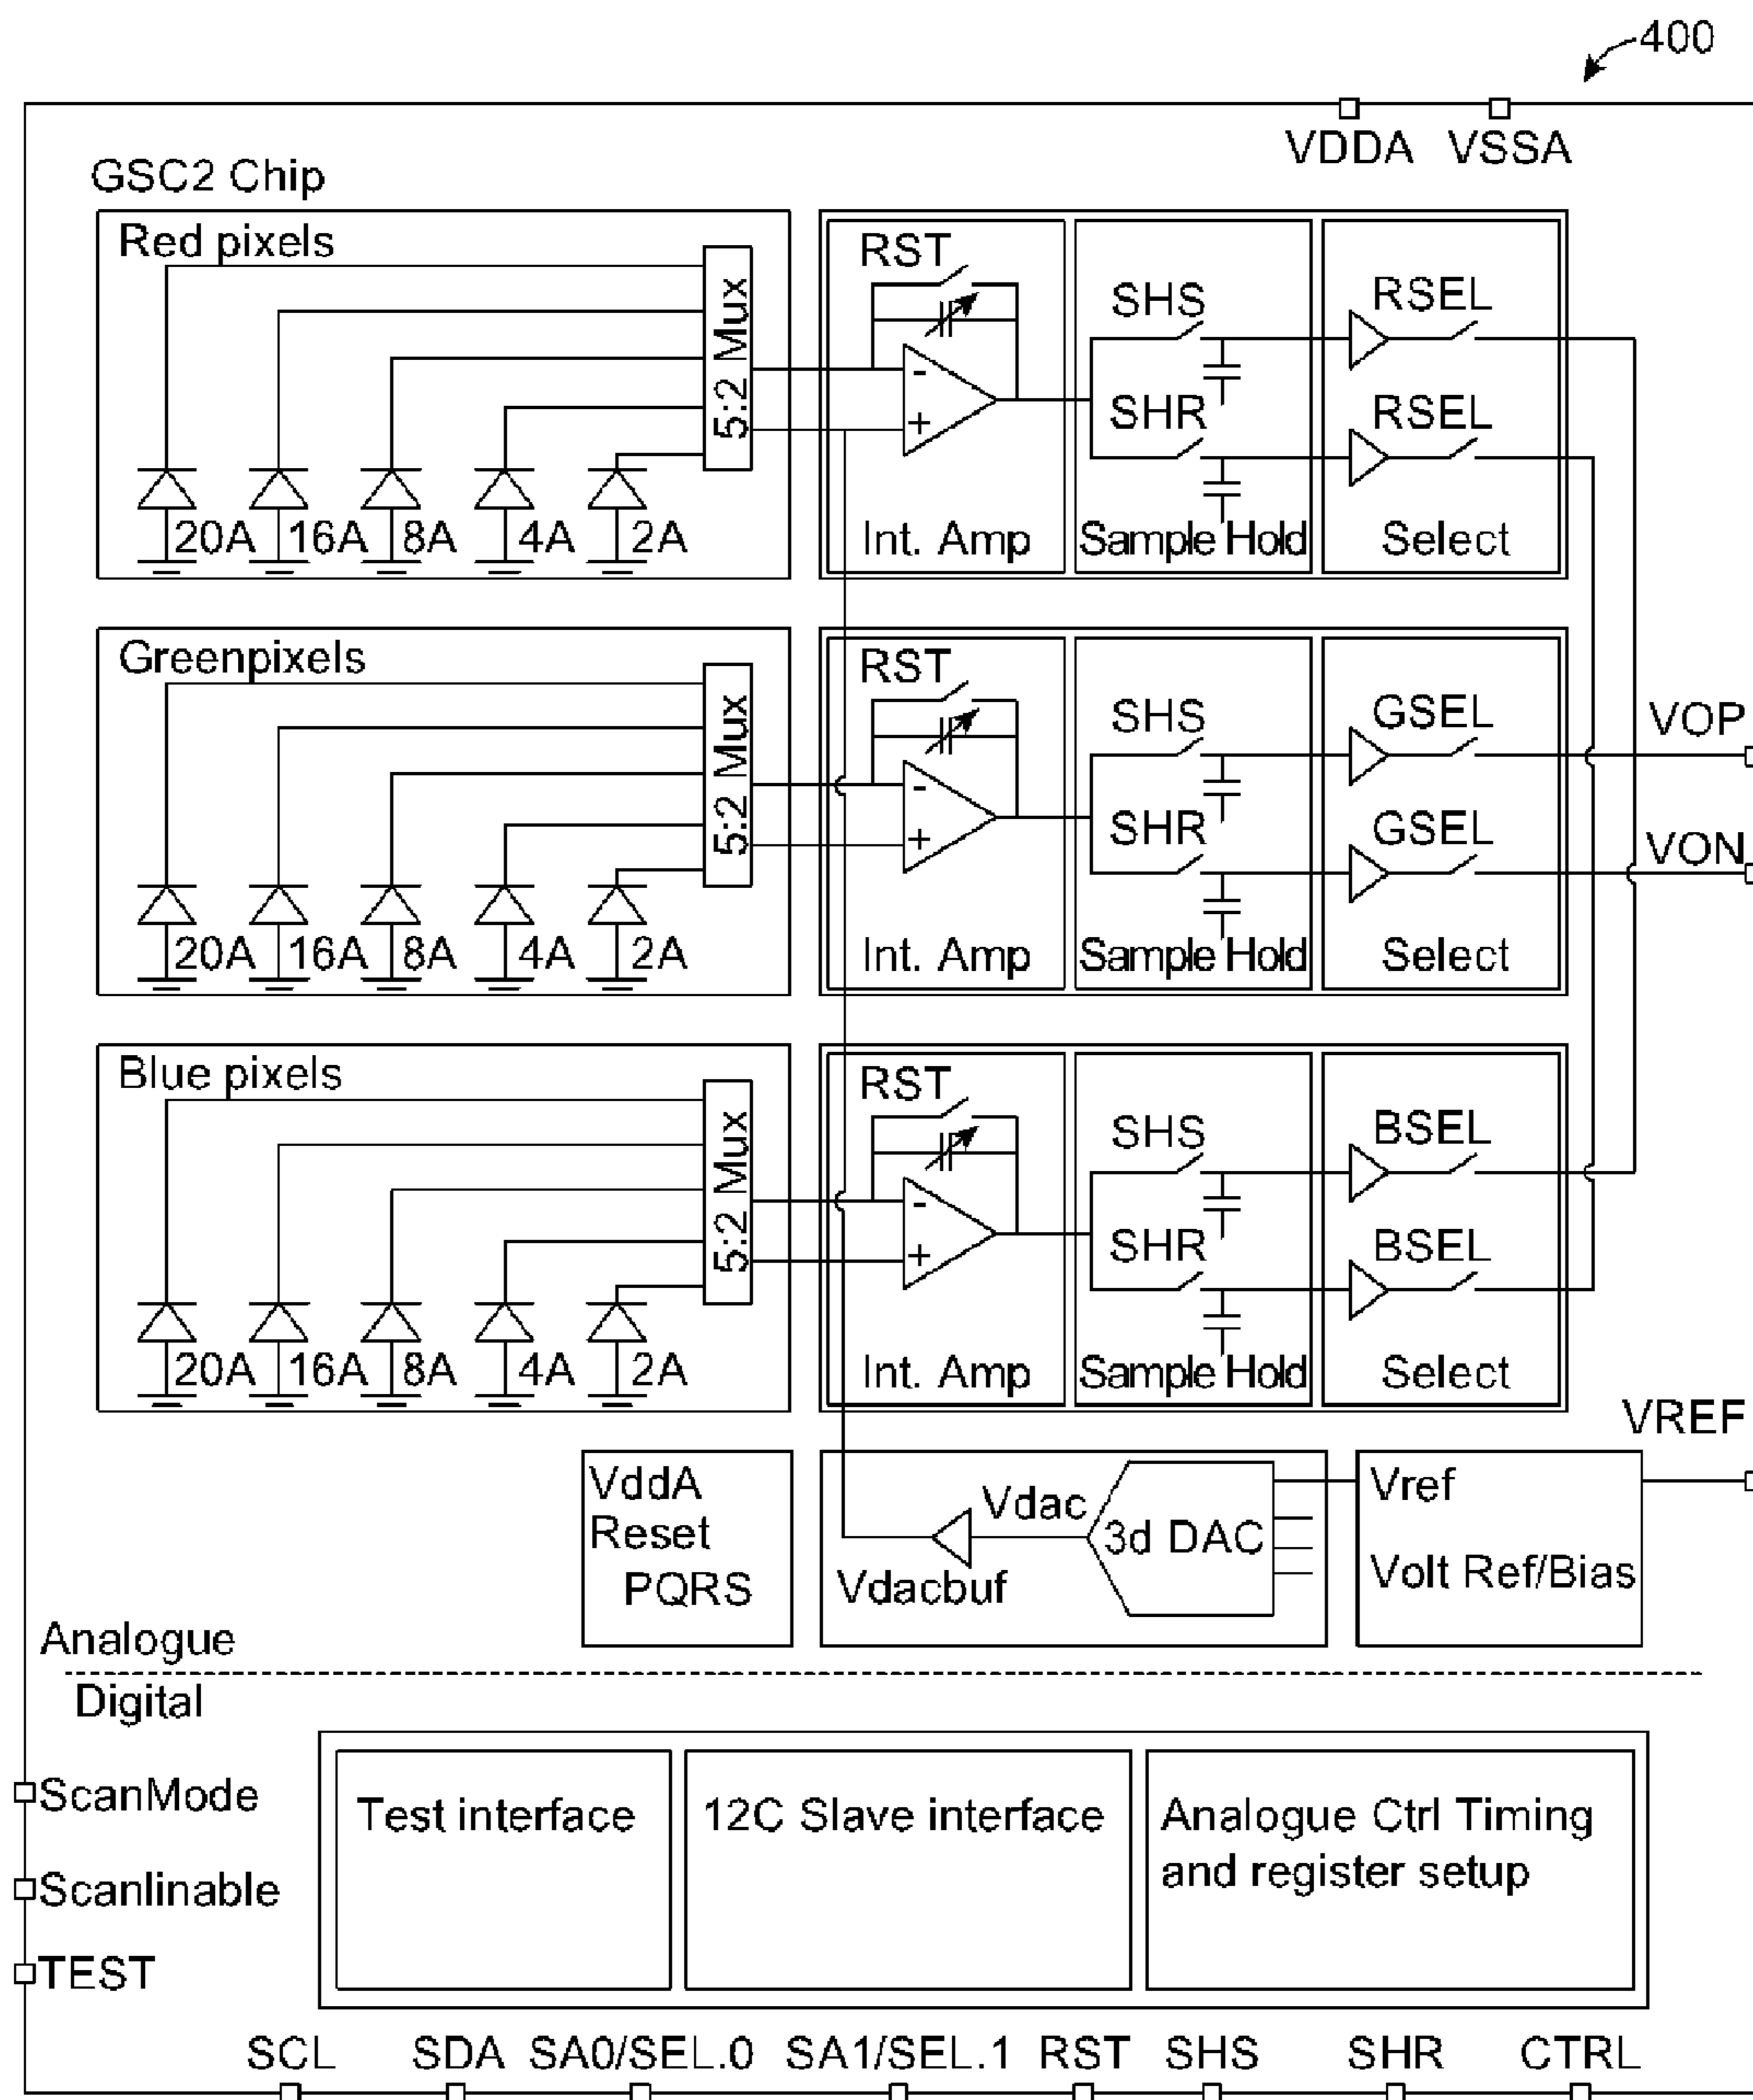 400
VDDA VSSA
GSC2 Chip
Red pixels
5:2 Mux
20A 16A 8A 4A 2A
RST
-
+
Int. Amp
SHS
SHR
Sample Hold
RSEL
RSEL
Select
Greenpixels
5:2 Mux
20A 16A 8A 4A 2A
RST
-
+
Int. Amp
SHS
SHR
Sample Hold
GSEL
GSEL
Select
VOP
VON
Blue pixels
5:2 Mux
20A 16A 8A 4A 2A
RST
-
+
Int. Amp
SHS
SHR
Sample Hold
BSEL
BSEL
Select
VREF
VddA
Reset
PQRS
Vdac
Vdacbuf
3d DAC
Vref
Volt Ref/Bias
Analogue
Digital
ScanMode
Scanlinable
TEST
Test interface
12C Slave interface
Analogue Ctrl Timing
and register setup
SCL SDA SA0/SEL.0 SA1/SEL.1 RST SHS SHR CTRL